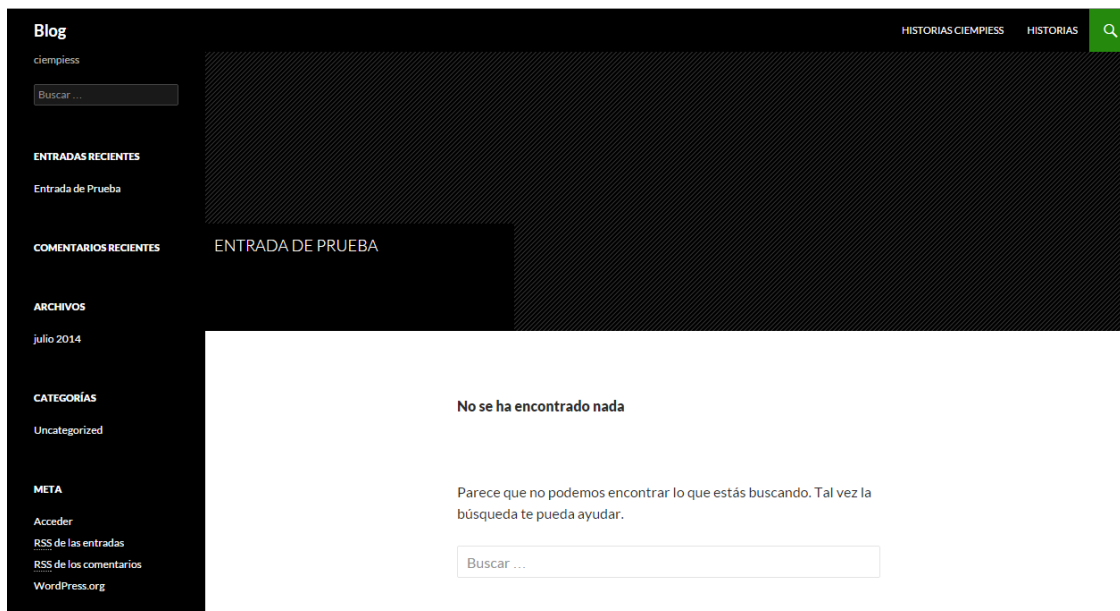 Blog
HISTORIAS CIEMPIESS
HISTORIAS
ciempiess
Buscar ...
ENTRADAS RECIENTES
Entrada de Prueba
COMENTARIOS RECIENTES
ARCHIVOS
julio 2014
CATEGORÍAS
Uncategorized
META
Acceder
RSS de las entradas
RSS de los comentarios
WordPress.org
ENTRADA DE PRUEBA
No se ha encontrado nada
Parece que no podemos encontrar lo que estás buscando. Tal vez la
búsqueda te pueda ayudar.
Buscar ...